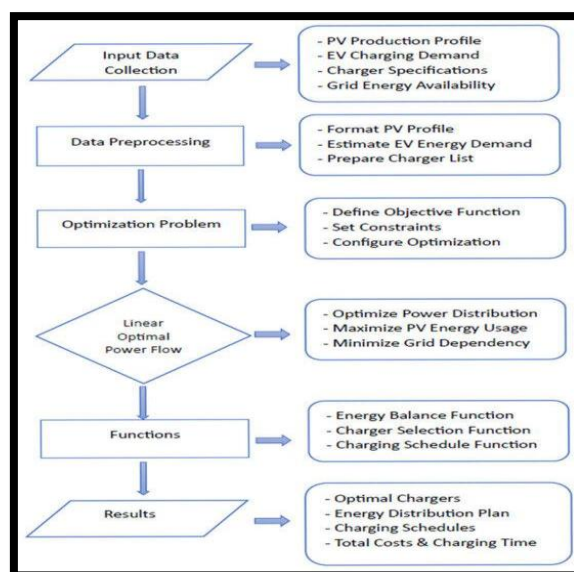 Input Data
Collection
- PV Production Profile
- EV Charging Demand
- Charger Specifications
- Grid Energy Availability
Data Preprocessing
- Format PV Profile
- Estimate EV Energy Demand
- Prepare Charger List
Optimization Problem
- Define Objective Function
- Set Constraints
- Configure Optimization
Linear
Optimal
Power Flow
- Optimize Power Distribution
- Maximize PV Energy Usage
- Minimize Grid Dependency
Functions
- Energy Balance Function
- Charger Selection Function
- Charging Schedule Function
Results
- Optimal Chargers
- Energy Distribution Plan
- Charging Schedules
- Total Costs & Charging Time